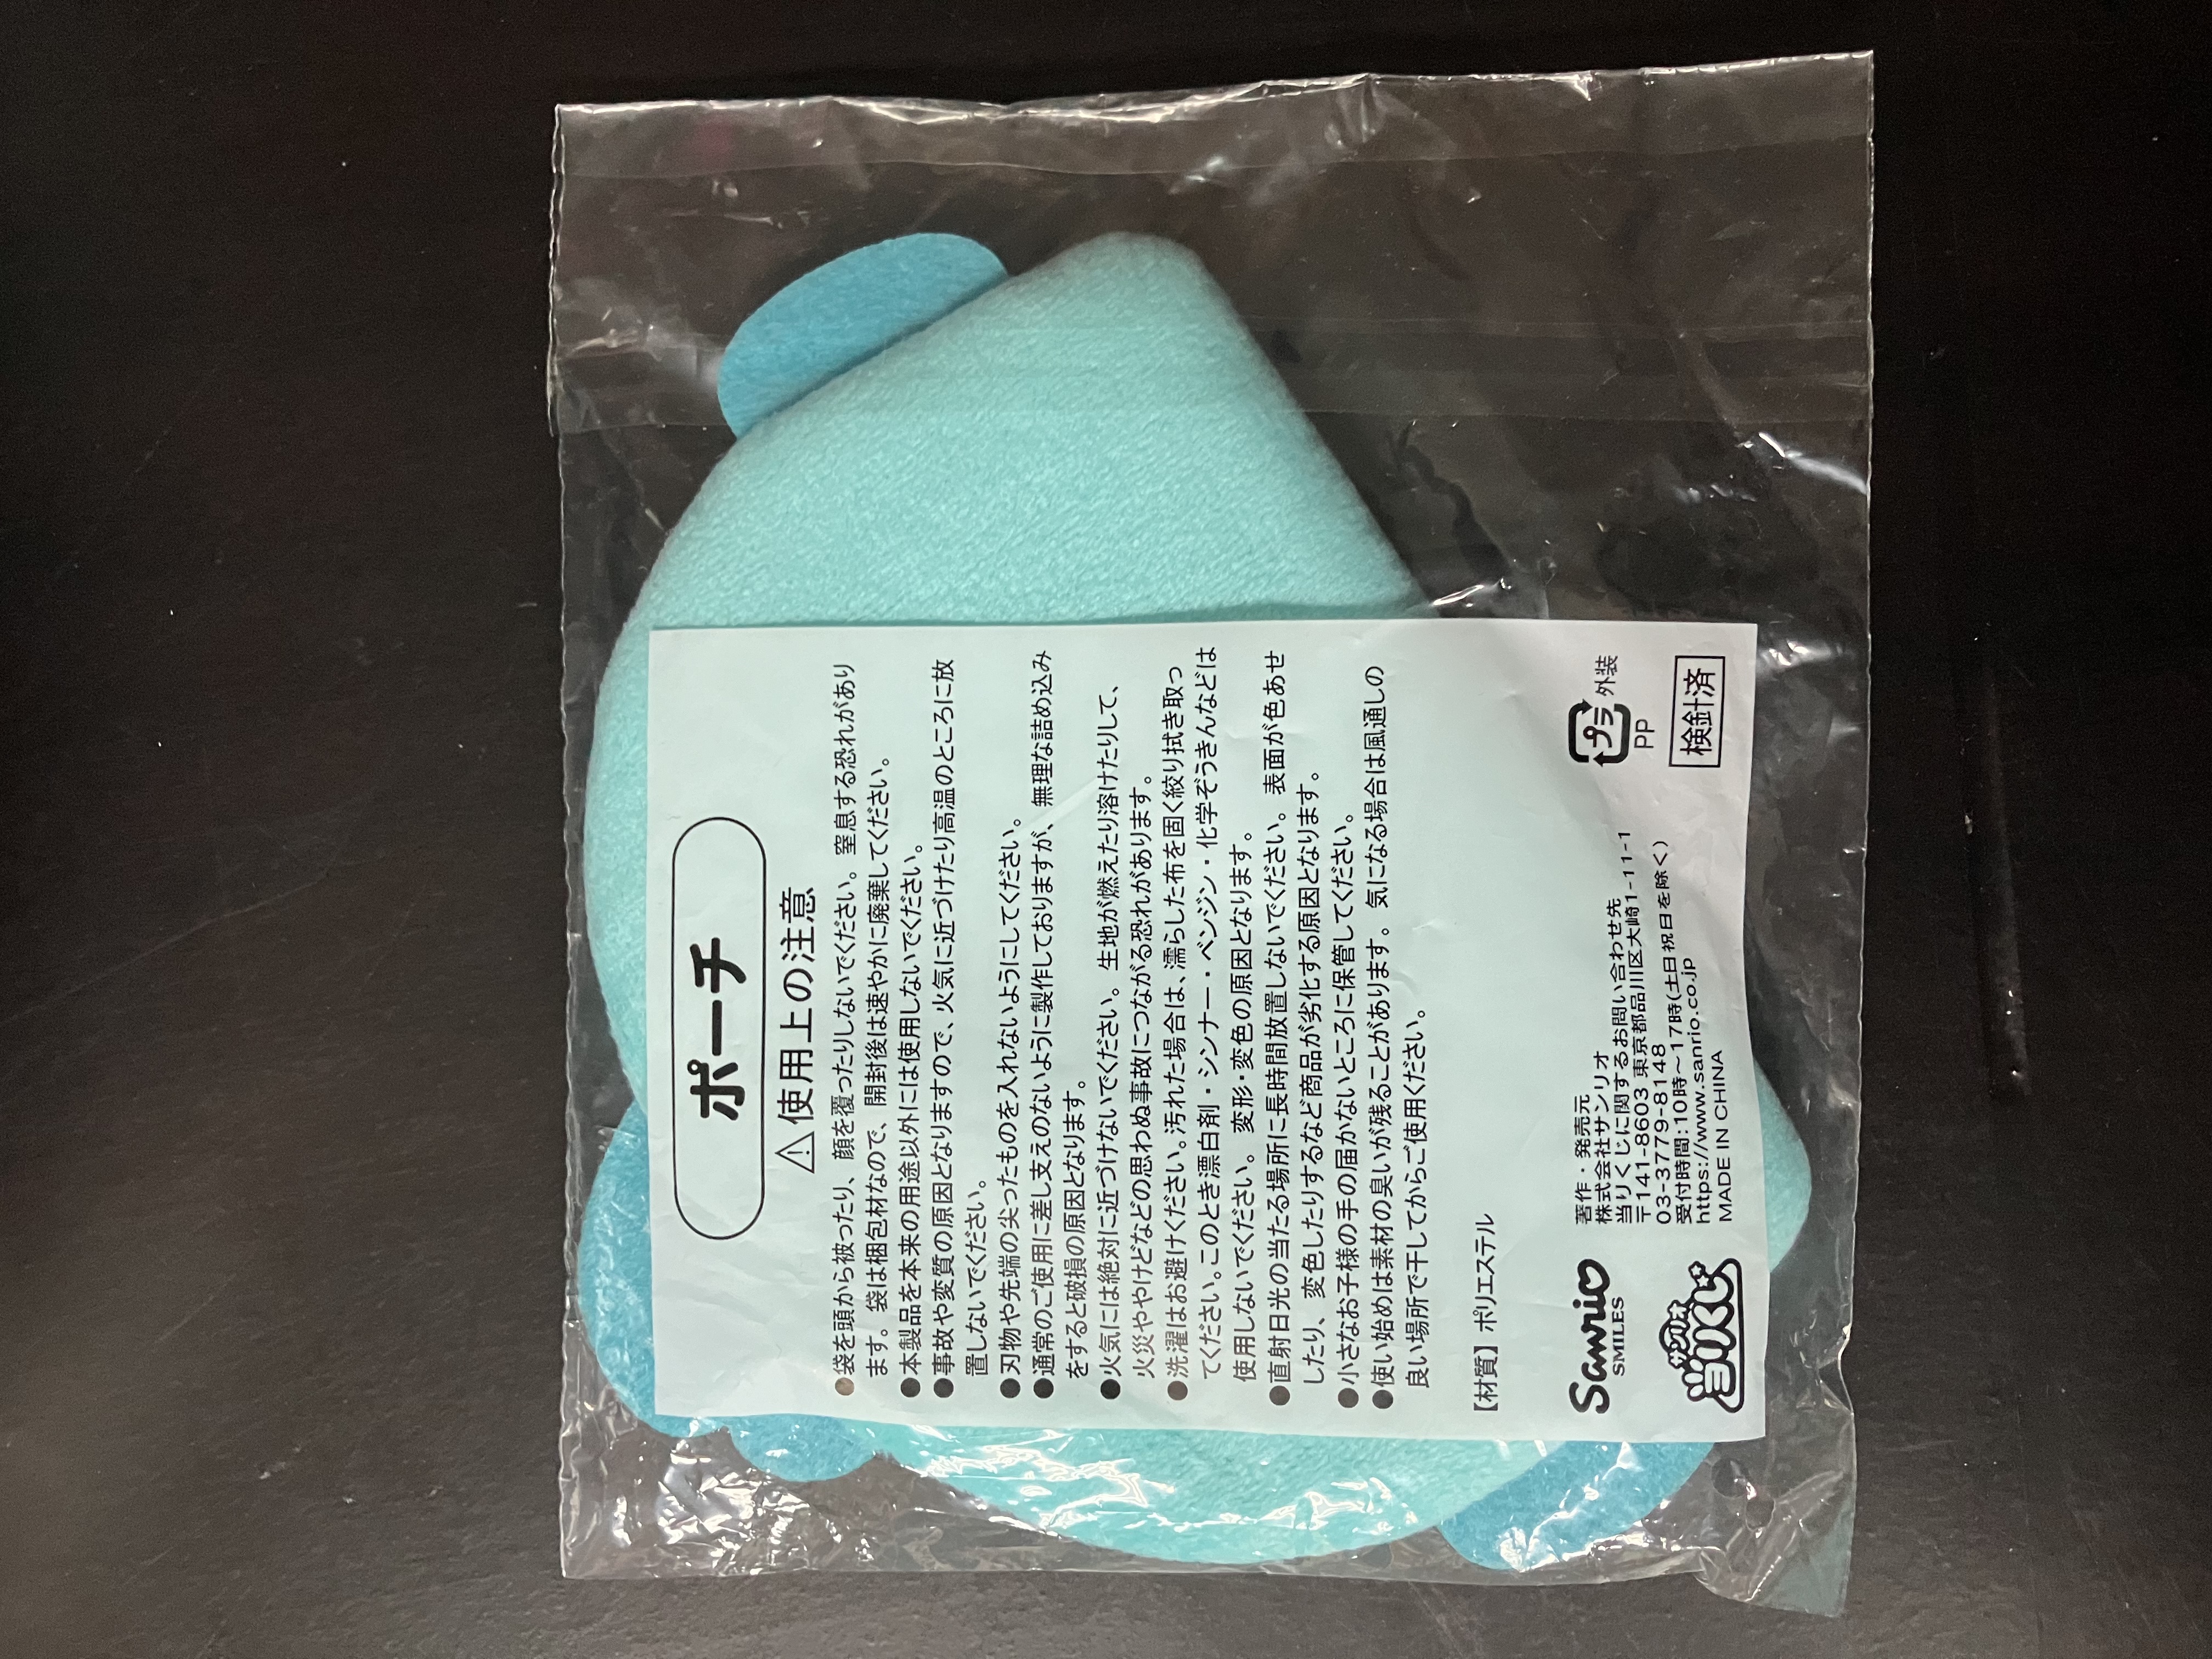 ポーチ
⚠使用上の注意
●袋を頭から被ったり、顔を覆ったりしないでください。窒息する恐れがあり
ます。袋は梱包材なので、開封後は速やかに廃棄してください。
●本製品を本来の用途以外には使用しないでください。
●事故や変質の原因となりますので、火気に近づけたり高温のところに放
置しないでください。
●刃物や先端の尖ったものを入れないようにしてください。
●通常のご使用に差し支えのないように製作しておりますが、無理な詰め込み
をすると破損の原因となります。
●火気には絶対に近づけないでください。生地が燃えたり溶けたりして、
火災ややけどなどの思わぬ事故につながる恐れがあります。
●洗濯はお避けください。汚れた場合は、濡らした布を固く絞り拭き取っ
てください。このとき漂白剤・シンナー・ベンジン・化学ぞうきんなどは
使用しないでください。変形・変色の原因となります。
●直射日光の当たる場所に長時間放置しないでください。表面が色あせ
したり、変色したりするなど商品が劣化する原因となります。
●小さなお子様の手の届かないところに保管してください。
●使い始めは素材の臭いが残ることがあります。気になる場合は風通しの
良い場所で干してからご使用ください。
【材質】ポリエステル
Sanrio
SMILES
サンリオ
当りくじ
著作・発売元
株式会社サンリオ
当りくじに関するお問い合わせ先
〒141-8603 東京都品川区大崎1-11-1
03-3779-8148
受付時間:10時〜17時(土日祝日を除く)
https://www.sanrio.co.jp
MADE IN CHINA
プラ 外装
PP
検針済